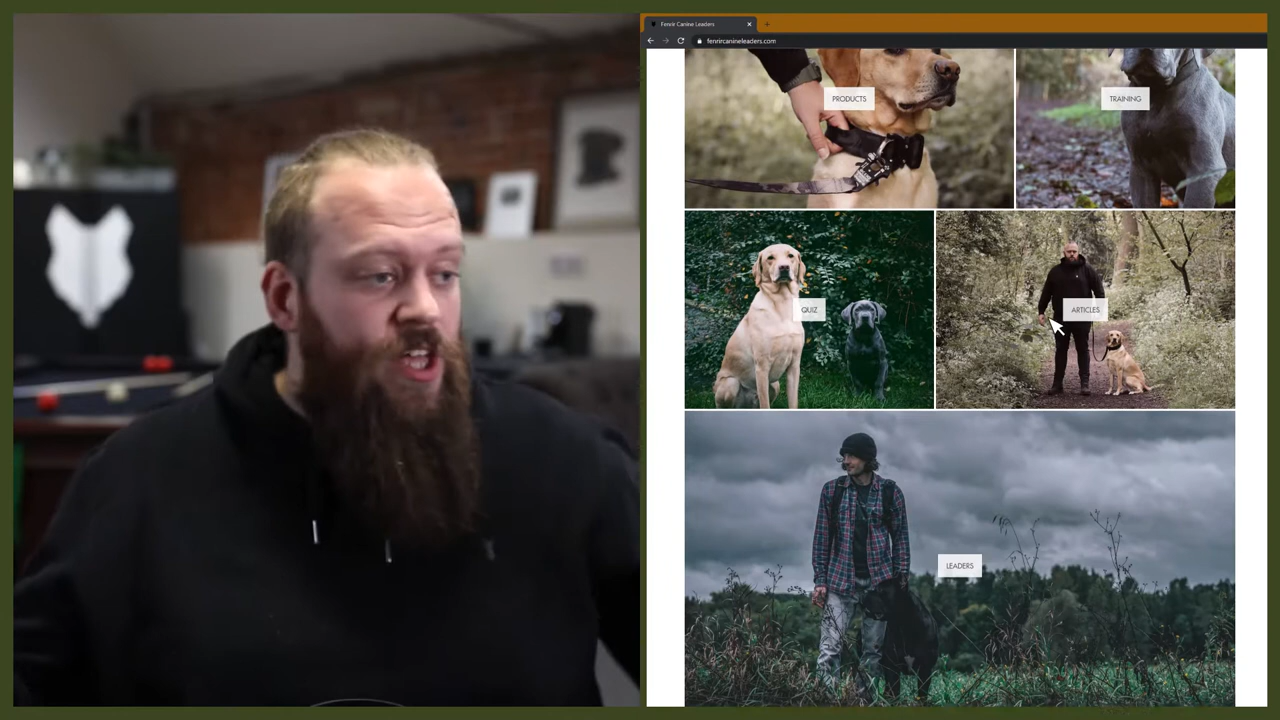 Fenrir Canine Leaders
fenrircanineleaders.com
PRODUCTS
TRAINING
QUIZ
ARTICLES
LEADERS